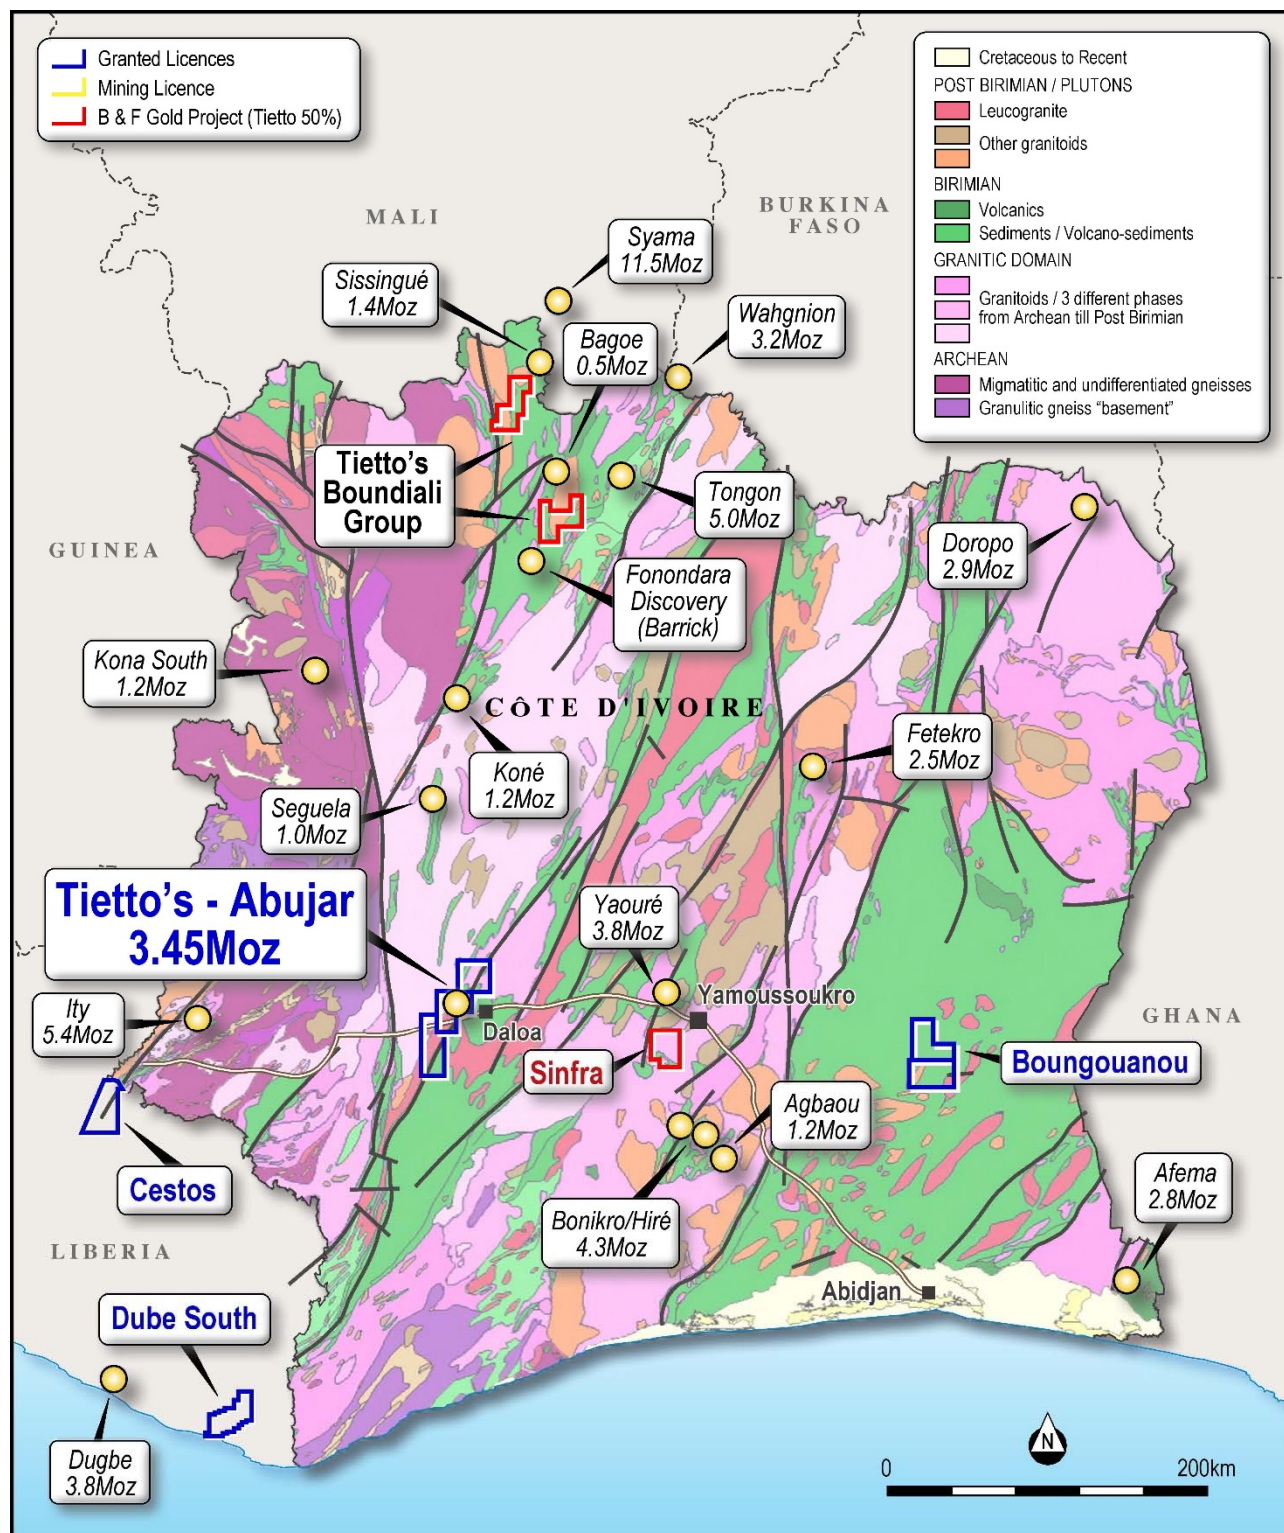 Granted Licences
Mining Licence
B & F Gold Project (Tietto 50%)
Cretaceous to Recent
POST BIRIMIAN / PLUTONS
Leucogranite
Other granitoids
BIRIMIAN
Volcanics
Sediments / Volcano-sediments
GRANITIC DOMAIN
Granitoids / 3 different phases
from Archean till Post Birimian
ARCHEAN
Migmatitic and undifferentiated gneisses
Granulitic gneiss “basement”
MALI
BURKINA
FASO
Syama
11.5Moz
Sissingué
1.4Moz
Bagoe
0.5Moz
Wahgnion
3.2Moz
Tietto's
Boundiali
Group
Tongon
5.0Moz
GUINEA
Doropo
2.9Moz
Fonondara
Discovery
(Barrick)
Kona South
1.2Moz
CÔTE D'IVOIRE
Koné
1.2Moz
Fetekro
2.5Moz
Seguela
1.0Moz
Tietto's - Abujar
3.45Moz
Yaouré
3.8Moz
Ity
5.4Moz
Daloa
Yamoussoukro
GHANA
Sinfra
Boungouanou
Agbaou
1.2Moz
Cestos
Afema
2.8Moz
Bonikro/Hiré
4.3Moz
LIBERIA
Dube South
Abidjan
Dugbe
3.8Moz
N
0 200km